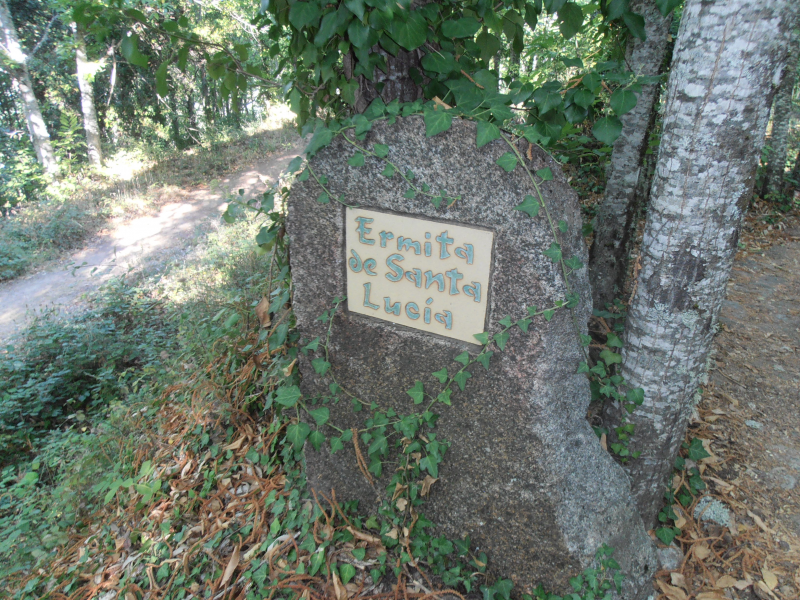 Ermita
de Santa
Lucía